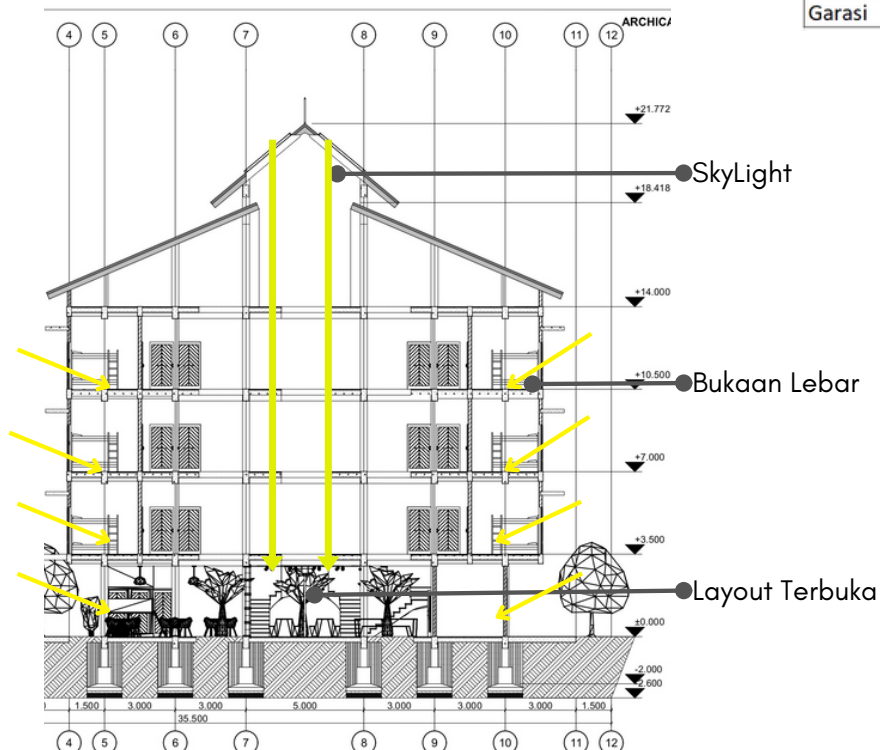 Garasi
ARCHICA
4 5 6 7 8 9 10 11 12
+21.772
SkyLight
+18.418
+14.000
+10.500
Bukaan Lebar
+7.000
+3.500
Layout Terbuka
±0.000
-2.000
-2.600
1.500 3.000 3.000 5.000 3.000 3.000 3.000 1.500
35.500
4 5 6 7 8 9 10 11 12